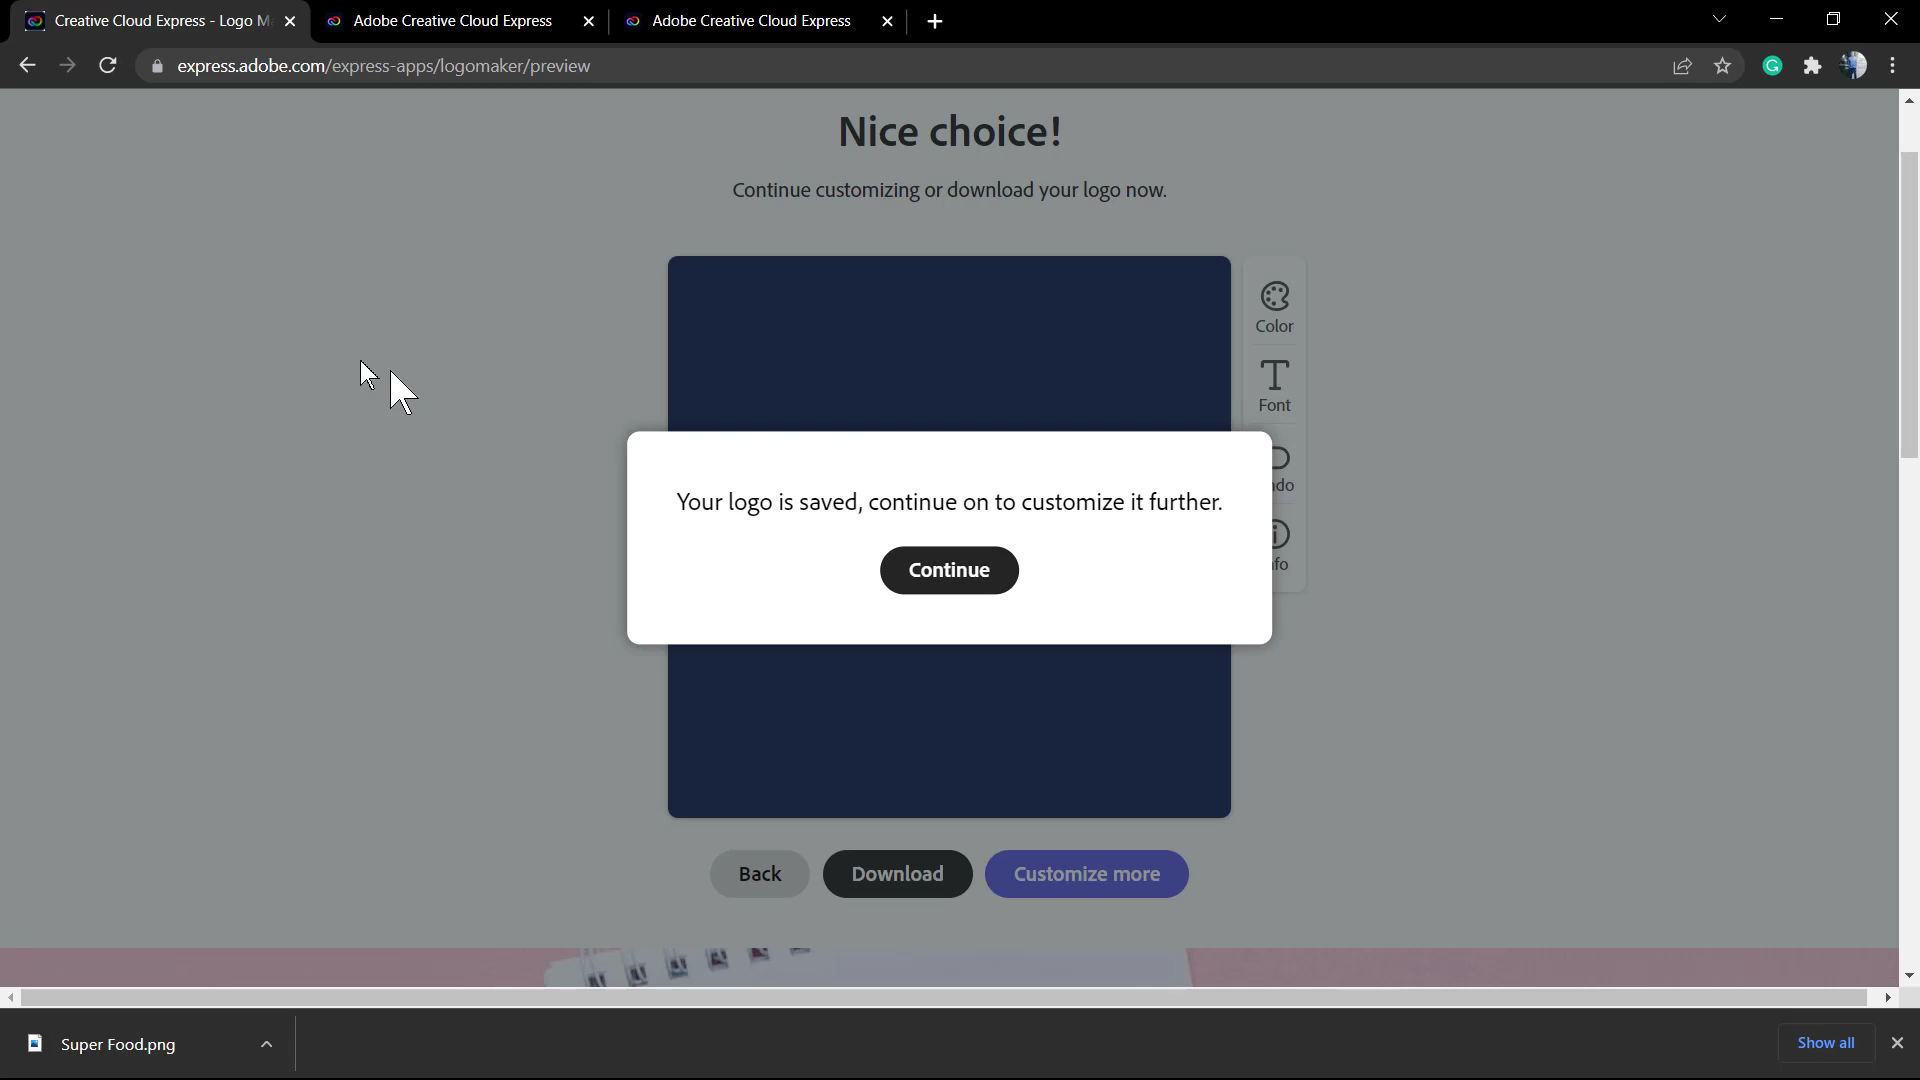 Creative Cloud Express - Logo M
Adobe Creative Cloud Express
Adobe Creative Cloud Express
express.adobe.com/express-apps/logomaker/preview
Nice choice!
Continue customizing or download your logo now.
Color
Font
ndo
fo
Your logo is saved, continue on to customize it further.
Continue
Back
Download
Customize more
Super Food.png
Show all